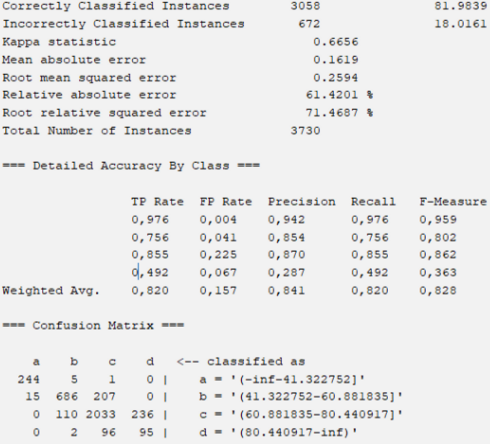 Correctly Classified Instances 3058 81.9839
Incorrectly Classified Instances 672 18.0161
Kappa statistic 0.6656
Mean absolute error 0.1619
Root mean squared error 0.2594
Relative absolute error 61.4201 %
Root relative squared error 71.4687 %
Total Number of Instances 3730
=== Detailed Accuracy By Class ===
TP Rate FP Rate Precision Recall F-Measure
0,976 0,004 0,942 0,976 0,959
0,756 0,041 0,854 0,756 0,802
0,855 0,225 0,870 0,855 0,862
0,492 0,067 0,287 0,492 0,363
Weighted Avg. 0,820 0,157 0,841 0,820 0,828
=== Confusion Matrix ===
a b c d <-- classified as
244 5 1 0 | a = '(-inf-41.322752]'
15 686 207 0 | b = '(41.322752-60.881835]'
0 110 2033 236 | c = '(60.881835-80.440917]'
0 2 96 95 | d = '(80.440917-inf)'